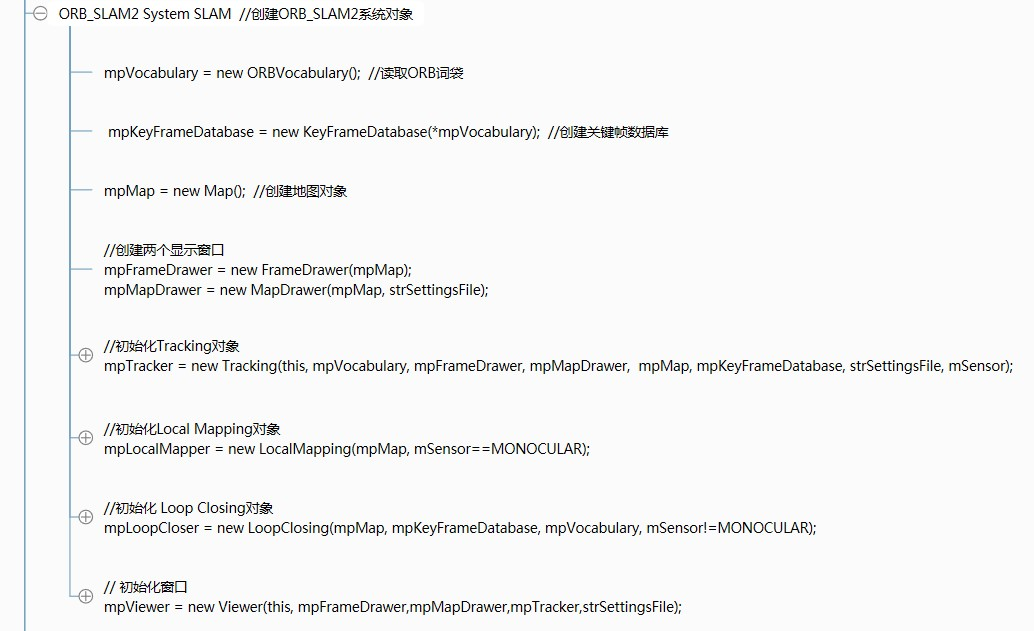 ORB_SLAM2 System SLAM  //创建ORB_SLAM2系统对象
mpVocabulary = new ORBVocabulary();  //读取ORB词袋
mpKeyFrameDatabase = new KeyFrameDatabase(*mpVocabulary);  //创建关键帧数据库
mpMap = new Map();  //创建地图对象
//创建两个显示窗口
mpFrameDrawer = new FrameDrawer(mpMap);
mpMapDrawer = new MapDrawer(mpMap, strSettingsFile);
//初始化Tracking对象
mpTracker = new Tracking(this, mpVocabulary, mpFrameDrawer, mpMapDrawer,  mpMap, mpKeyFrameDatabase, strSettingsFile, mSensor);
//初始化Local Mapping对象
mpLocalMapper = new LocalMapping(mpMap, mSensor==MONOCULAR);
//初始化 Loop Closing对象
mpLoopCloser = new LoopClosing(mpMap, mpKeyFrameDatabase, mpVocabulary, mSensor!=MONOCULAR);
// 初始化窗口
mpViewer = new Viewer(this, mpFrameDrawer,mpMapDrawer,mpTracker,strSettingsFile);